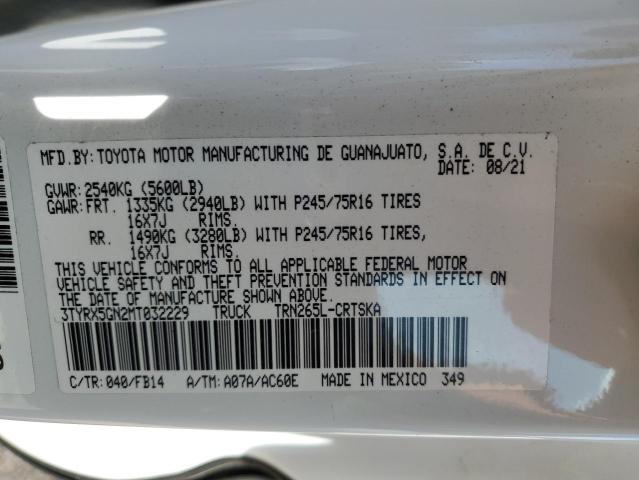 MFD.BY: TOYOTA MOTOR MANUFACTURING DE GUANAJUATO, S.A. DE C.V.
DATE: 08/21
GVWR: 2540KG (5600LB)
GAWR: FRT. 1335KG (2940LB) WITH P245/75R16 TIRES
16X7J RIMS.
RR. 1490KG (3280LB) WITH P245/75R16 TIRES,
16X7J RIMS.
THIS VEHICLE CONFORMS TO ALL APPLICABLE FEDERAL MOTOR
VEHICLE SAFETY AND THEFT PREVENTION STANDARDS IN EFFECT ON
THE DATE OF MANUFACTURE SHOWN ABOVE.
3TYRX5GN2MT032229 TRUCK TRN265L-CRTSKA
C/TR: 040/FB14 A/TM: A07A/AC60E MADE IN MEXICO 349